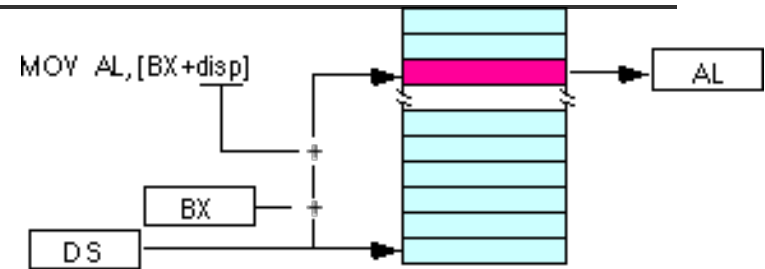 MOV AL,[BX+disp]
AL
+
BX
+
DS